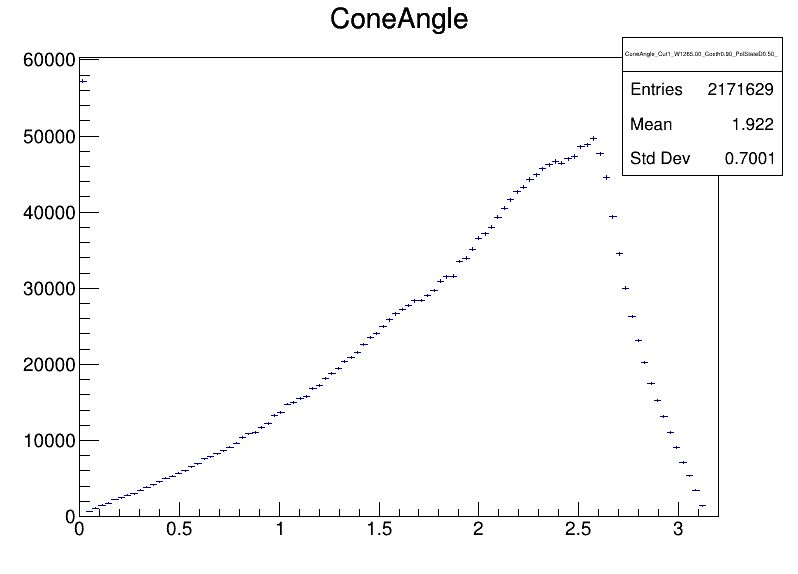 ConeAngle
ConeAngle_Cut1_W1265.00_Costh0.90_PolStateD0.50_
Entries 2171629
Mean 1.922
Std Dev 0.7001
60000
50000
40000
30000
20000
10000
0
0 0.5 1 1.5 2 2.5 3